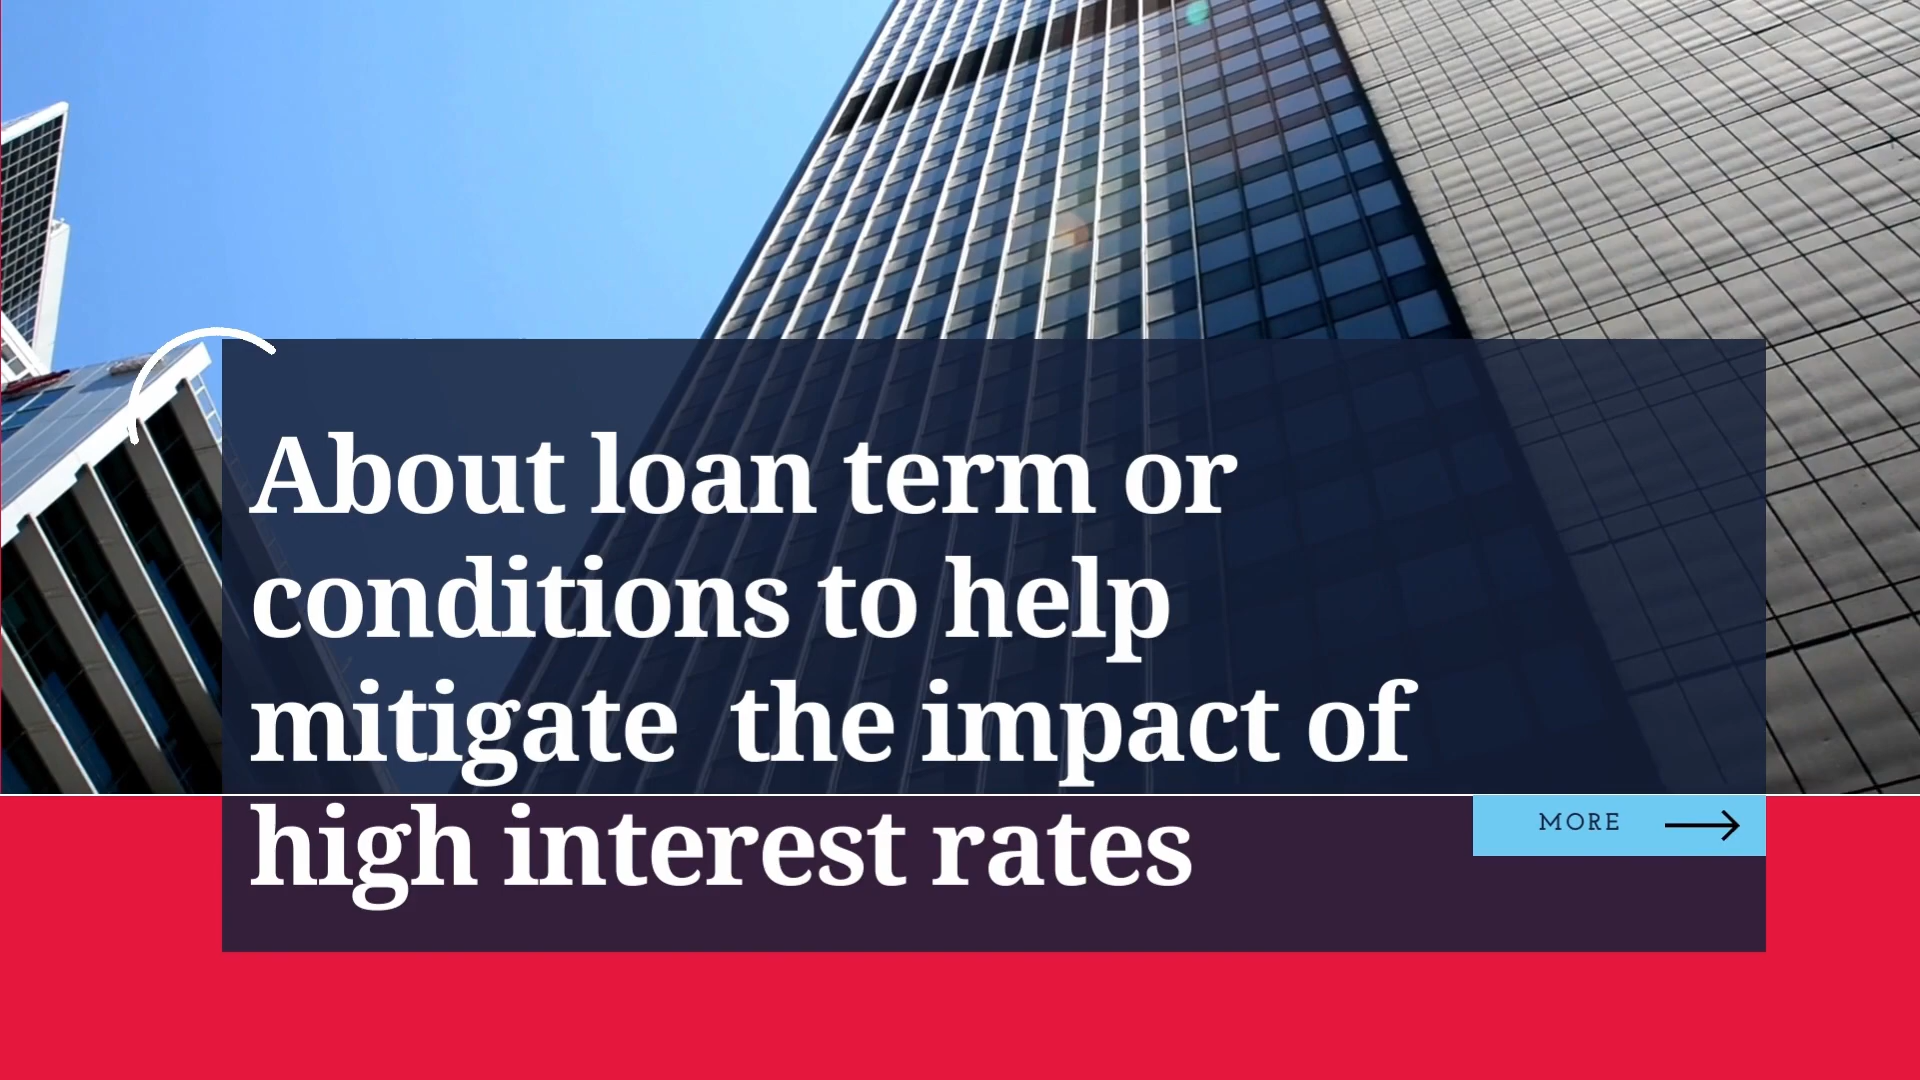 About loan term or
conditions to help
mitigate  the impact of
high interest rates
MORE